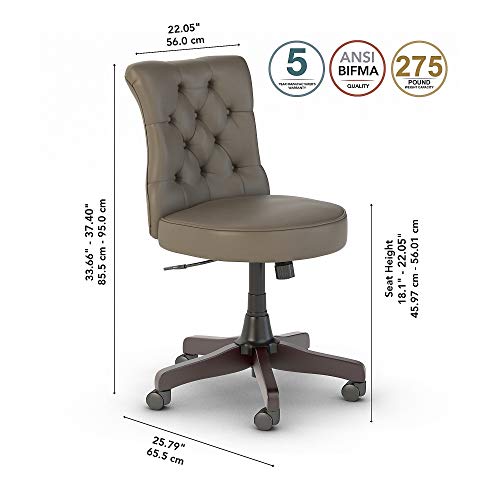 22.05"
56.0 cm
5
YEAR MANUFACTURER'S
WARRANTY
ANSI
BIFMA
QUALITY
275
POUND
WEIGHT CAPACITY
33.66" - 37.40"
85.5 cm - 95.0 cm
Seat Height
18.1" - 22.05"
45.97 cm - 56.01 cm
25.79"
65.5 cm